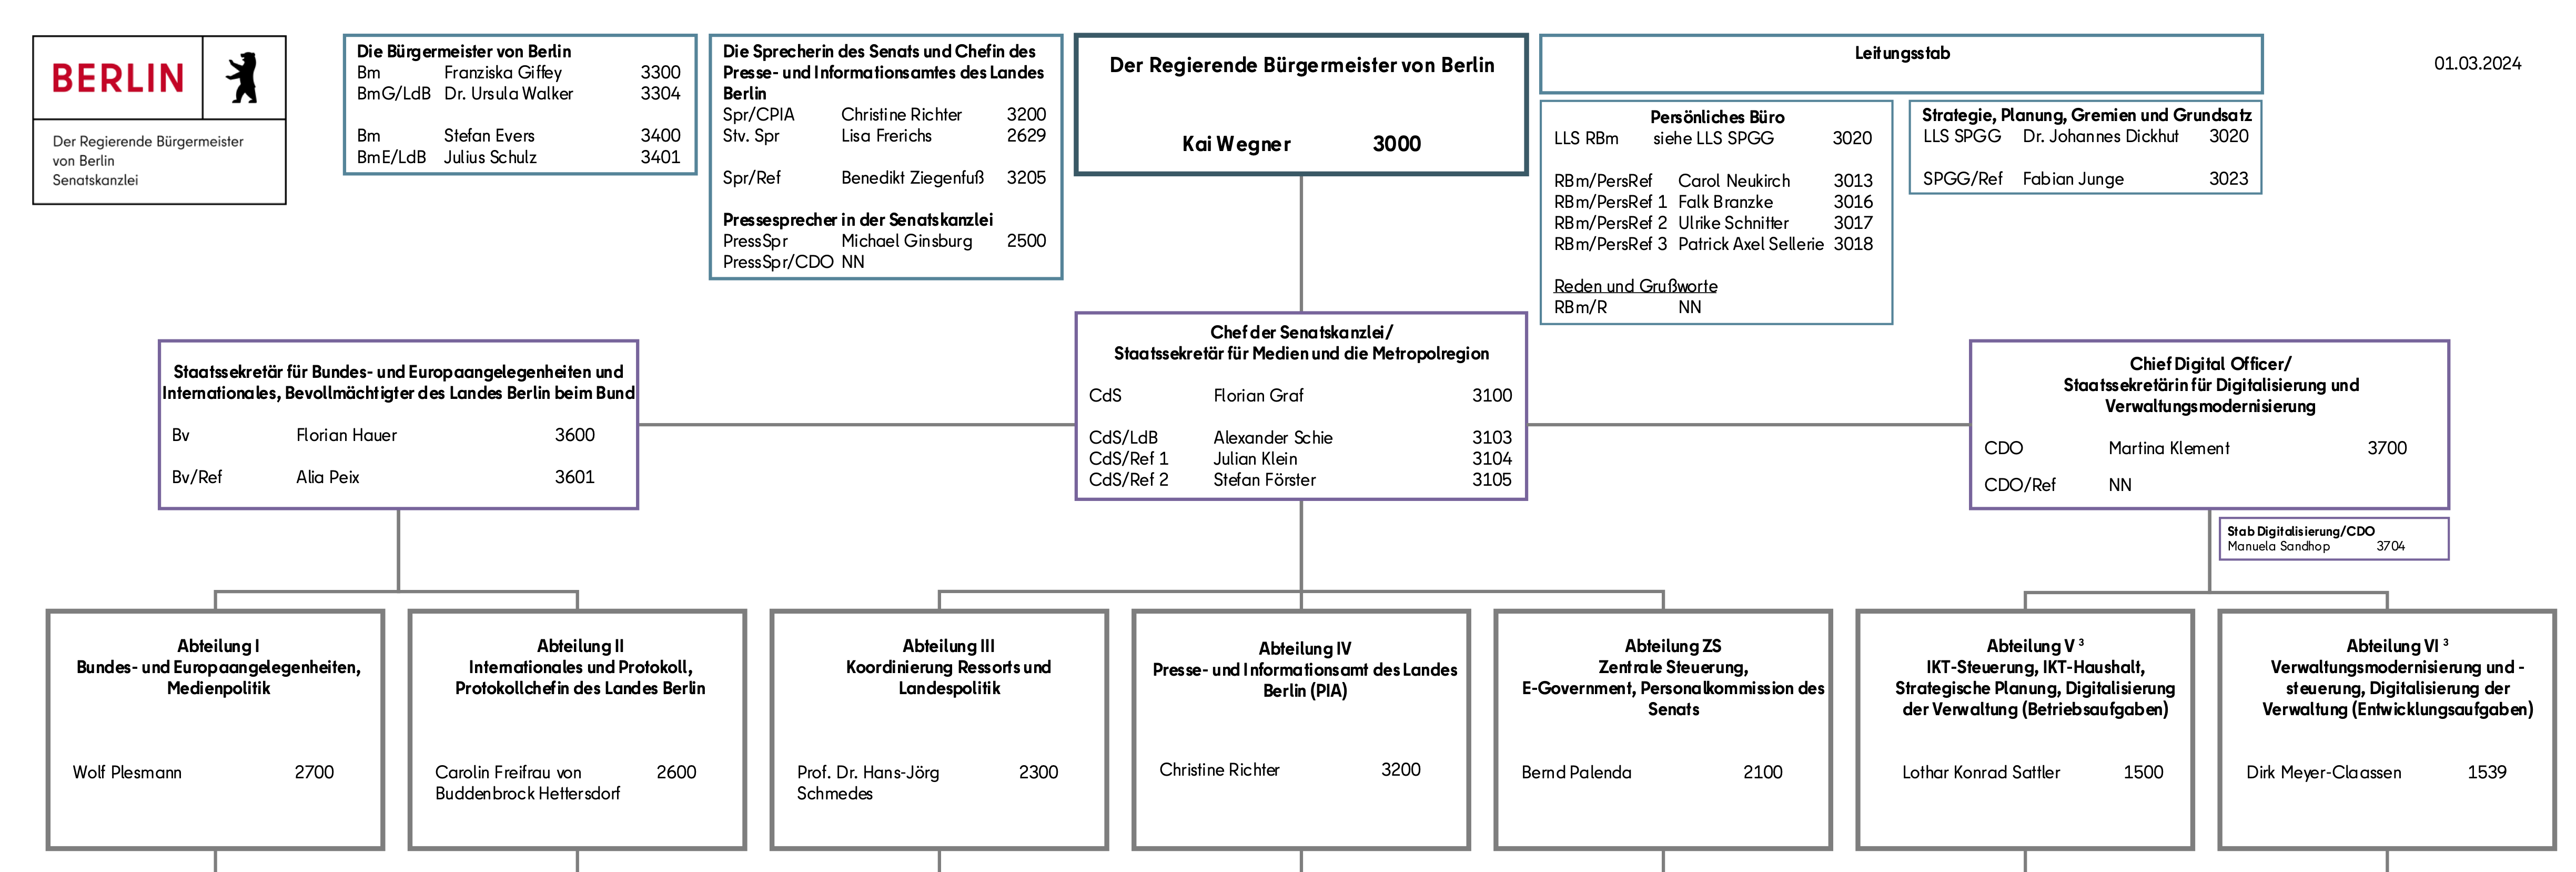 BERLIN
Der Regierende Bürgermeister
von Berlin
Senatskanzlei
Die Bürgermeister von Berlin
Bm Franziska Giffey 3300
BmG/LdB Dr. Ursula Walker 3304
Bm Stefan Evers 3400
BmE/LdB Julius Schulz 3401
Die Sprecherin des Senats und Chefin des
Presse- und Informationsamtes des Landes
Berlin
Spr/CPIA Christine Richter 3200
Stv. Spr Lisa Frerichs 2629
Spr/Ref Benedikt Ziegenfuß 3205
Pressesprecher in der Senatskanzlei
PressSpr Michael Ginsburg 2500
PressSpr/CDO NN
Der Regierende Bürgermeister von Berlin
Kai Wegner 3000
Leitungsstab
Persönliches Büro
LLS RBm siehe LLS SPGG 3020
RBm/PersRef Carol Neukirch 3013
RBm/PersRef 1 Falk Branzke 3016
RBm/PersRef 2 Ulrike Schnitter 3017
RBm/PersRef 3 Patrick Axel Sellerie 3018
Reden und Grußworte
RBm/R NN
Strategie, Planung, Gremien und Grundsatz
LLS SPGG Dr. Johannes Dickhut 3020
SPGG/Ref Fabian Junge 3023
01.03.2024
Staatssekretär für Bundes- und Europaangelegenheiten und
Internationales, Bevollmächtigter des Landes Berlin beim Bund
Bv Florian Hauer 3600
Bv/Ref Alia Peix 3601
Chef der Senatskanzlei/
Staatssekretär für Medien und die Metropolregion
CdS Florian Graf 3100
CdS/LdB Alexander Schie 3103
CdS/Ref 1 Julian Klein 3104
CdS/Ref 2 Stefan Förster 3105
Chief Digital Officer/
Staatssekretärin für Digitalisierung und
Verwaltungsmodernisierung
CDO Martina Klement 3700
CDO/Ref NN
Stab Digitalisierung/CDO
Manuela Sandhop 3704
Abteilung I
Bundes- und Europaangelegenheiten,
Medienpolitik
Wolf Plesmann 2700
Abteilung II
Internationales und Protokoll,
Protokollchefin des Landes Berlin
Carolin Freifrau von 2600
Buddenbrock Hettersdorf
Abteilung III
Koordinierung Ressorts und
Landespolitik
Prof. Dr. Hans-Jörg 2300
Schmedes
Abteilung IV
Presse- und Informationsamt des Landes
Berlin (PIA)
Christine Richter 3200
Abteilung ZS
Zentrale Steuerung,
E-Government, Personalkommission des
Senats
Bernd Palenda 2100
Abteilung V ³
IKT-Steuerung, IKT-Haushalt,
Strategische Planung, Digitalisierung
der Verwaltung (Betriebsaufgaben)
Lothar Konrad Sattler 1500
Abteilung VI ³
Verwaltungsmodernisierung und -
steuerung, Digitalisierung der
Verwaltung (Entwicklungsaufgaben)
Dirk Meyer-Claassen 1539